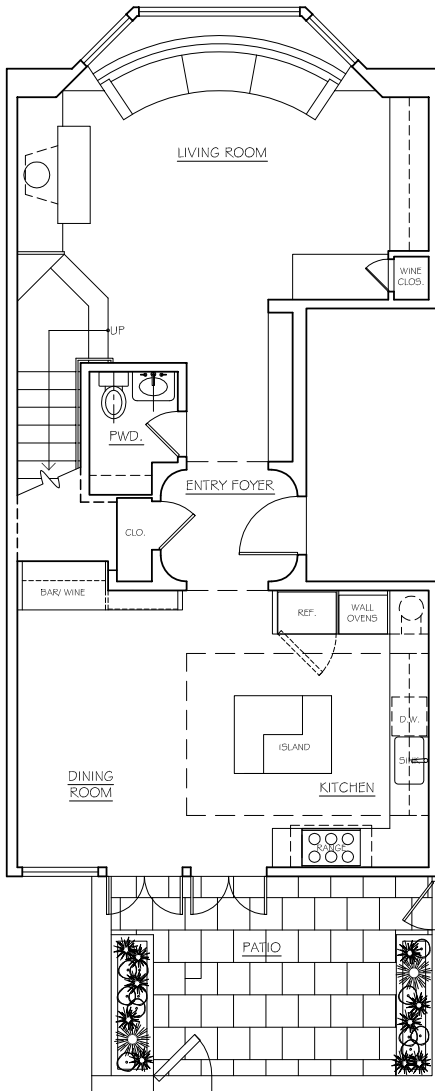 LIVING ROOM
WINE
CLOS.
UP
PWD.
ENTRY FOYER
CLO.
BAR/ WINE
REF.
WALL
OVENS
D.W.
SINK
ISLAND
DINING
ROOM
KITCHEN
RANGE
PATIO